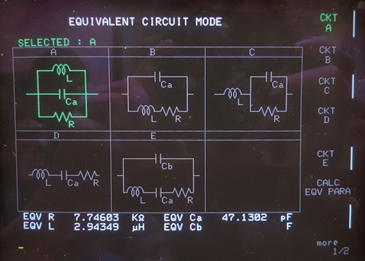 EQUIVALENT CIRCUIT MODE
SELECTED : A
A B C
L
Ca
R
Ca
L R
Ca
L
R
D E
L Ca R
Cb
L Ca R
EQV R 7.74603 KΩ EQV Ca 47.1302 pF
EQV L 2.94349 µH EQV Cb F
CKT
A
CKT
B
CKT
C
CKT
D
CKT
E
CALC
EQV PARA
more
1/2